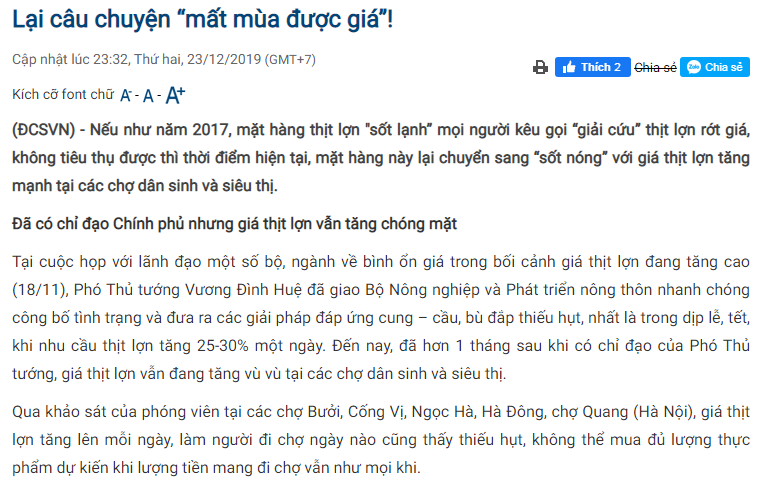 Lại câu chuyện “mất mùa được giá”!
Cập nhật lúc 23:32, Thứ hai, 23/12/2019 (GMT+7)
Thích 2 Chia sẻ Zalo Chia sẻ
Kích cỡ font chữ A- - A - A+
(ĐCSVN) - Nếu như năm 2017, mặt hàng thịt lợn "sốt lạnh” mọi người kêu gọi “giải cứu” thịt lợn rớt giá,
không tiêu thụ được thì thời điểm hiện tại, mặt hàng này lại chuyển sang “sốt nóng” với giá thịt lợn tăng
mạnh tại các chợ dân sinh và siêu thị.
Đã có chỉ đạo Chính phủ nhưng giá thịt lợn vẫn tăng chóng mặt
Tại cuộc họp với lãnh đạo một số bộ, ngành về bình ổn giá trong bối cảnh giá thịt lợn đang tăng cao
(18/11), Phó Thủ tướng Vương Đình Huệ đã giao Bộ Nông nghiệp và Phát triển nông thôn nhanh chóng
công bố tình trạng và đưa ra các giải pháp đáp ứng cung – cầu, bù đắp thiếu hụt, nhất là trong dịp lễ, tết,
khi nhu cầu thịt lợn tăng 25-30% một ngày. Đến nay, đã hơn 1 tháng sau khi có chỉ đạo của Phó Thủ
tướng, giá thịt lợn vẫn đang tăng vù vù tại các chợ dân sinh và siêu thị.
Qua khảo sát của phóng viên tại các chợ Bưởi, Cống Vị, Ngọc Hà, Hà Đông, chợ Quang (Hà Nội), giá thịt
lợn tăng lên mỗi ngày, làm người đi chợ ngày nào cũng thấy thiếu hụt, không thể mua đủ lượng thực
phẩm dự kiến khi lượng tiền mang đi chợ vẫn như mọi khi.